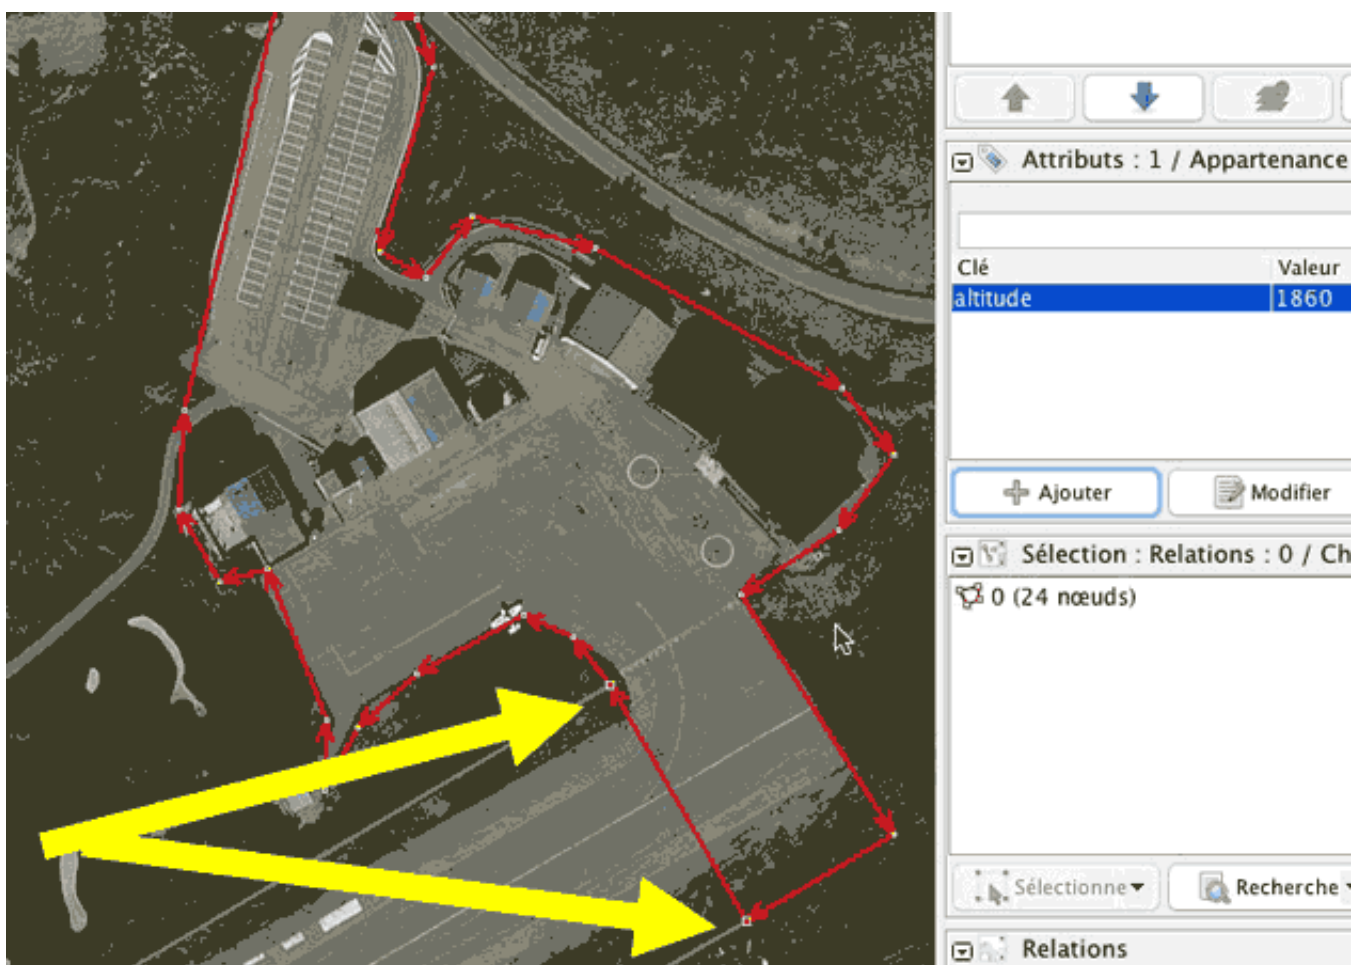 Attributs : 1 / Appartenance
Clé Valeur
altitude 1860
Ajouter Modifier
Sélection : Relations : 0 / Ch
0 (24 nœuds)
Sélectionne Recherche
Relations